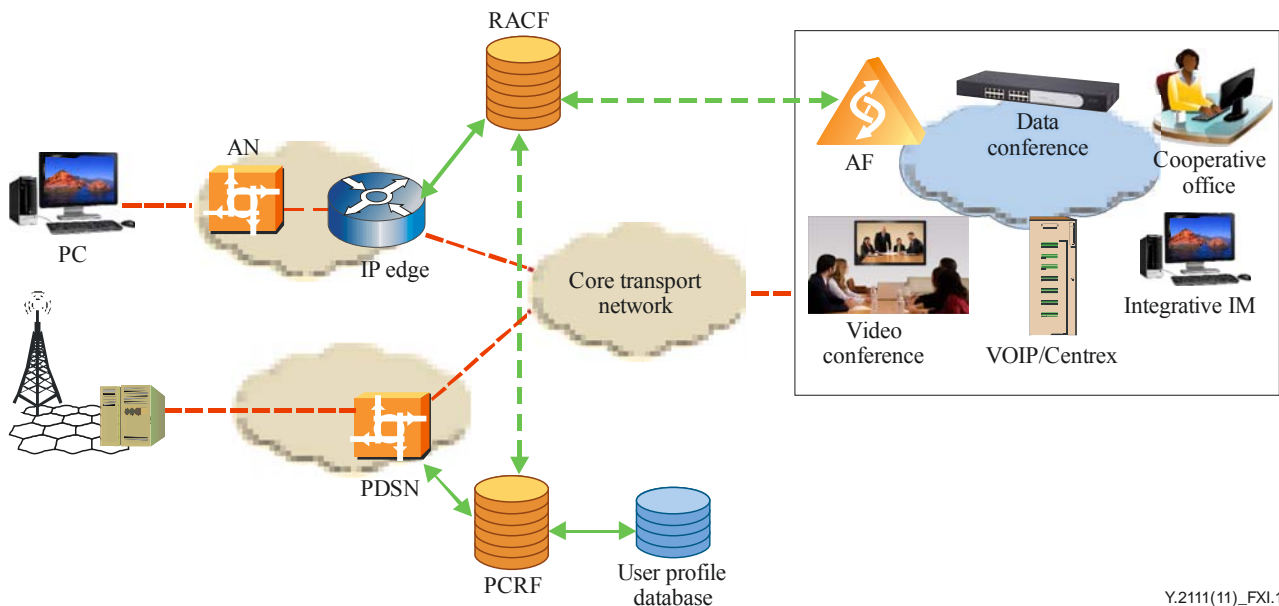 RACF
AN
PC
IP edge
Core transport
network
AF
Data
conference
Cooperative
office
Video
conference
VOIP/Centrex
Integrative IM
PDSN
PCRF
User profile
database
Y.2111(11)_FXI.1